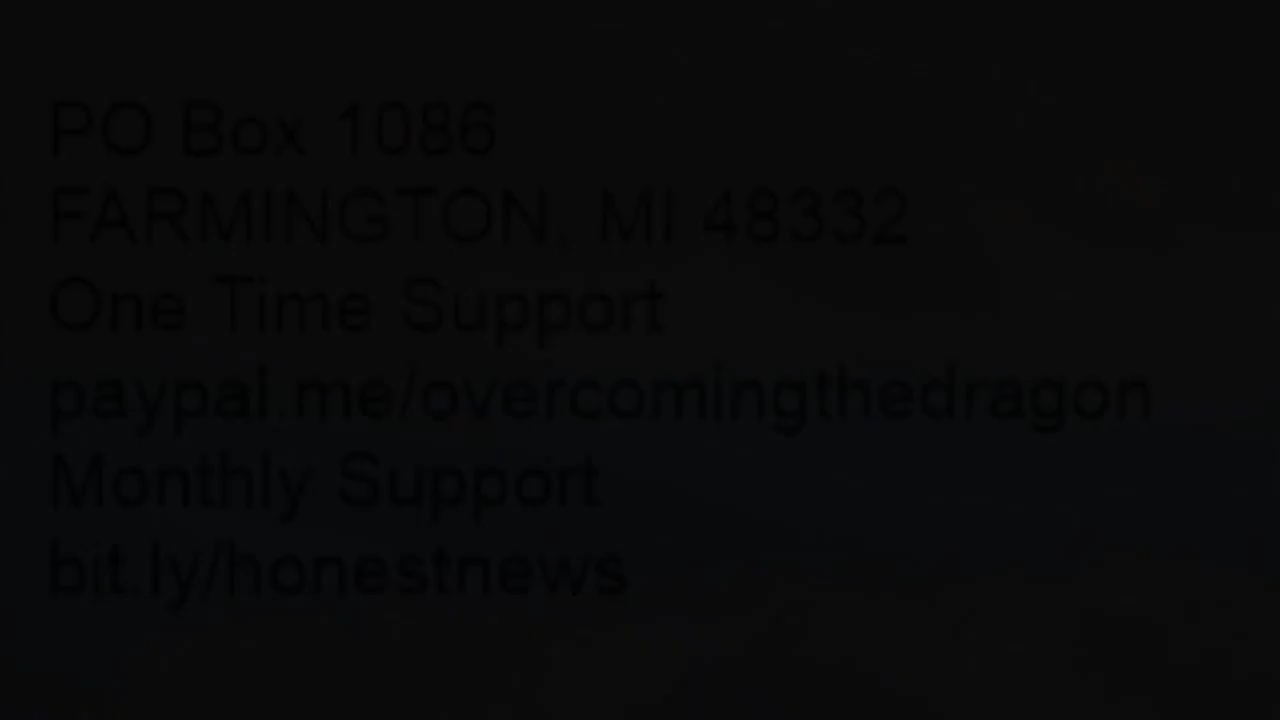 PO Box 1086
FARMINGTON, MI 48332
One Time Support
paypal.me/overcomingthedragon
Monthly Support
bit.ly/honestnews